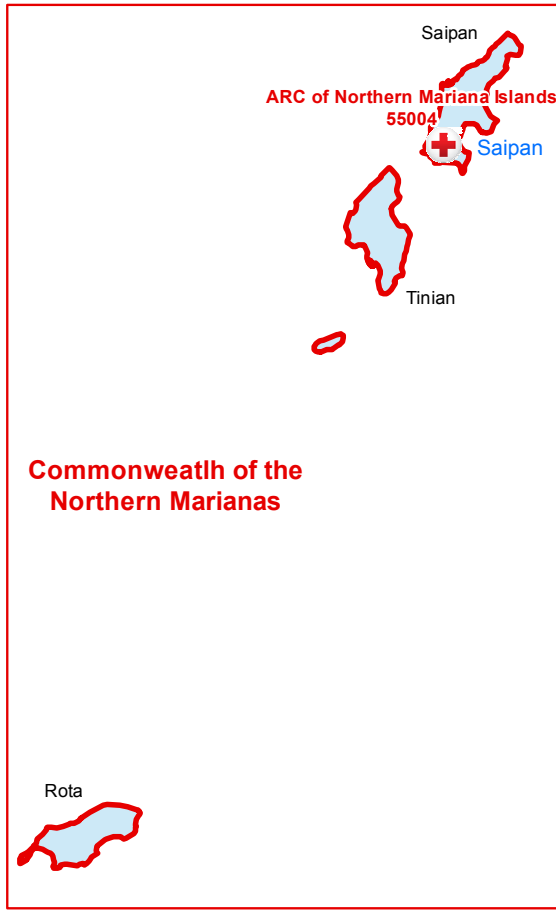 Saipan
ARC of Northern Mariana Islands
55004
Saipan
Tinian
Commonweatlh of the
Northern Marianas
Rota